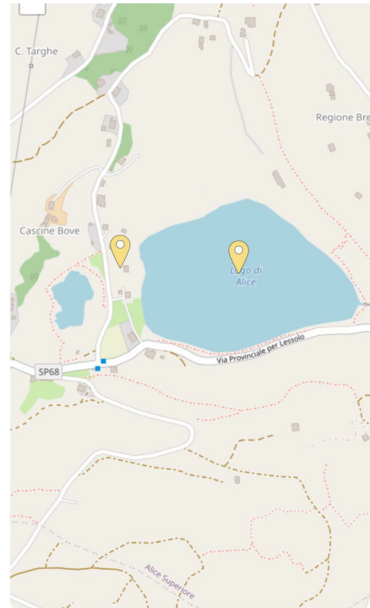 C. Targhe
Regione Bre
Cascine Bove
Lago di
Alice
Via Provinciale per Lessolo
SP68
Alice Superiore